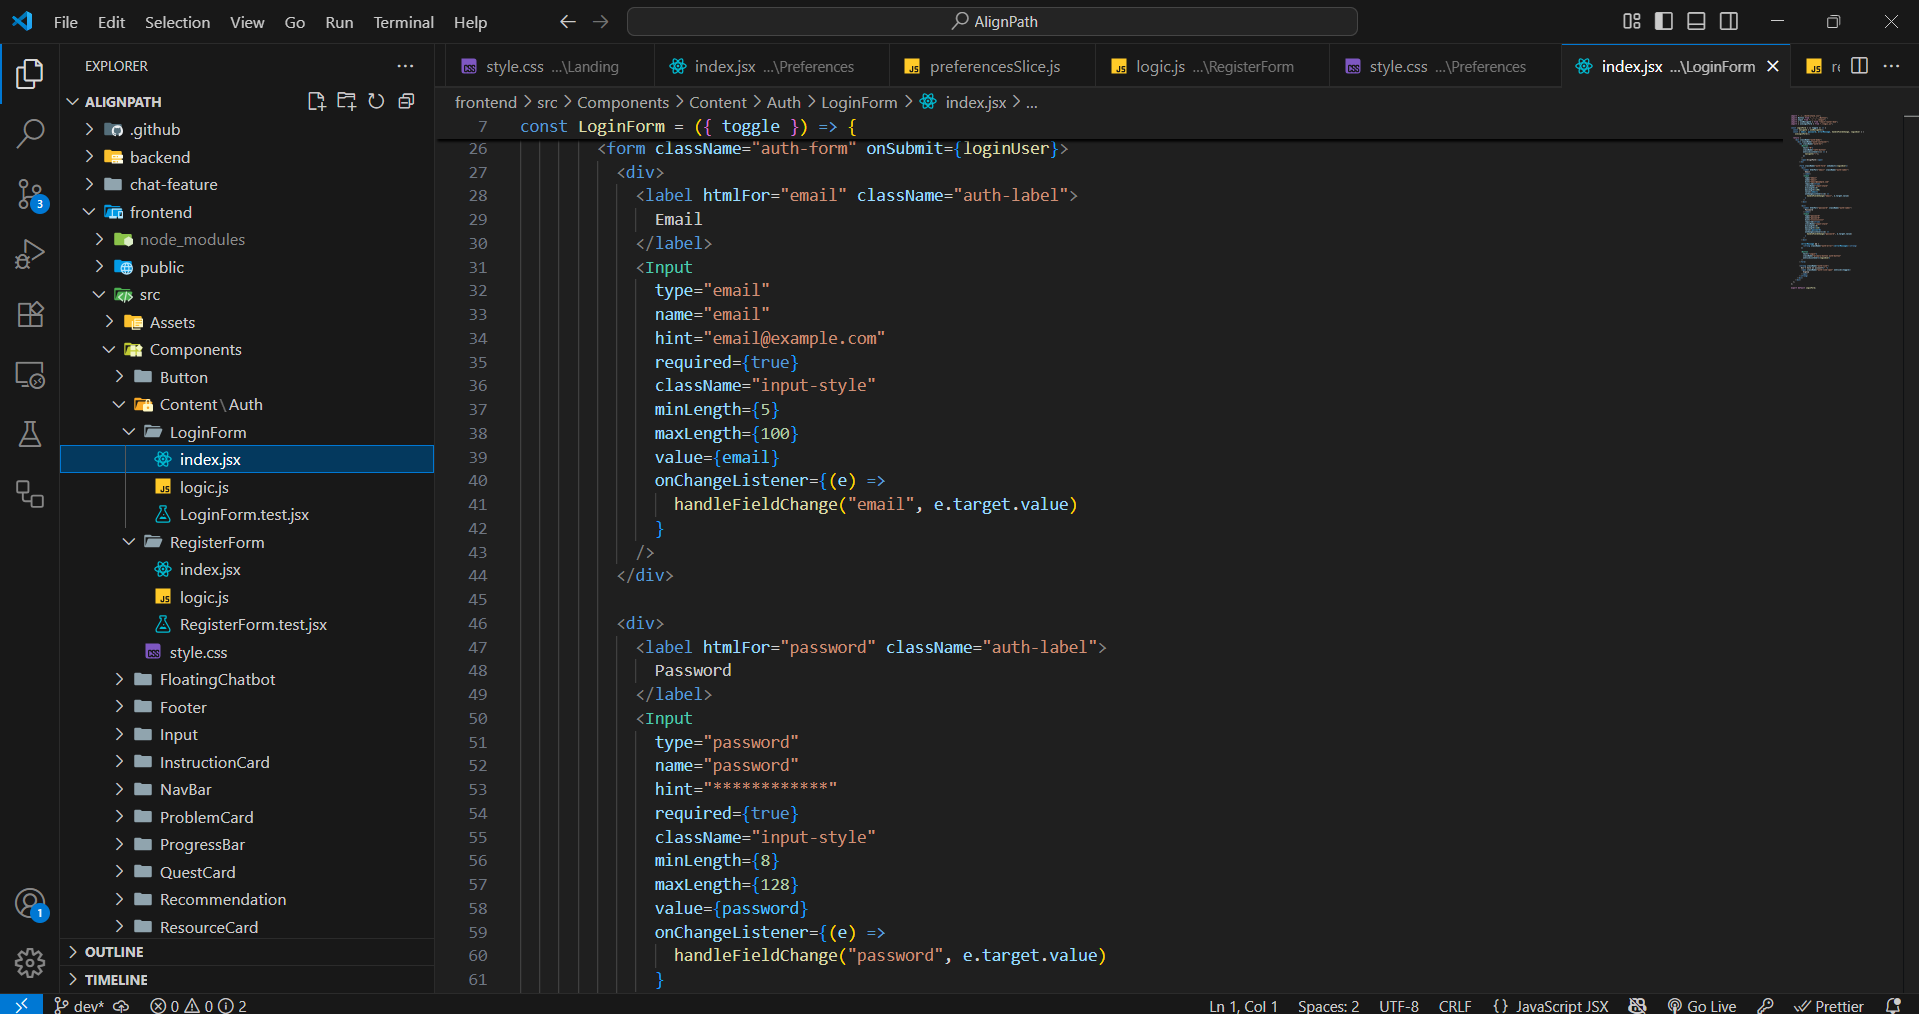 File Edit Selection View Go Run Terminal Help
AlignPath
EXPLORER
ALIGNPATH
.github
backend
chat-feature
frontend
node_modules
public
src
Assets
Components
Button
Content\Auth
LoginForm
index.jsx
logic.js
LoginForm.test.jsx
RegisterForm
index.jsx
logic.js
RegisterForm.test.jsx
style.css
FloatingChatbot
Footer
Input
InstructionCard
NavBar
ProblemCard
ProgressBar
QuestCard
Recommendation
ResourceCard
OUTLINE
TIMELINE
3
1
style.css ...\Landing index.jsx ...\Preferences preferencesSlice.js logic.js ...\RegisterForm style.css ...\Preferences index.jsx ...\LoginForm
frontend > src > Components > Content > Auth > LoginForm > index.jsx > ...
7 const LoginForm = ({ toggle }) => {
26 <form className="auth-form" onSubmit={loginUser}>
27 <div>
28 <label htmlFor="email" className="auth-label">
29 Email
30 </label>
31 <Input
32 type="email"
33 name="email"
34 hint="email@example.com"
35 required={true}
36 className="input-style"
37 minLength={5}
38 maxLength={100}
39 value={email}
40 onChangeListener={(e) =>
41 handleFieldChange("email", e.target.value)
42 }
43 />
44 </div>
45
46 <div>
47 <label htmlFor="password" className="auth-label">
48 Password
49 </label>
50 <Input
51 type="password"
52 name="password"
53 hint="************"
54 required={true}
55 className="input-style"
56 minLength={8}
57 maxLength={128}
58 value={password}
59 onChangeListener={(e) =>
60 handleFieldChange("password", e.target.value)
61 }
dev* 0 0 2 Ln 1, Col 1 Spaces: 2 UTF-8 CRLF {} JavaScript JSX Go Live Prettier